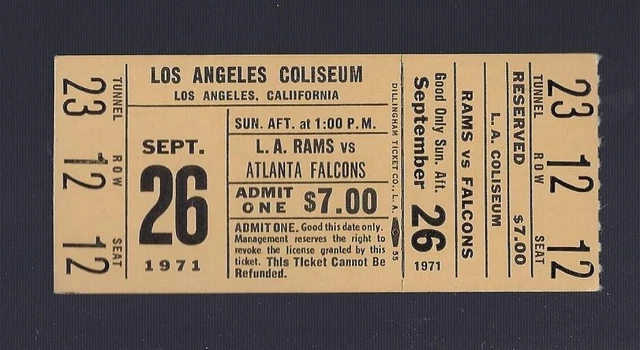 TUNNEL ROW SEAT
23 12 12
LOS ANGELES COLISEUM
LOS ANGELES, CALIIFORNIA
SEPT.
26
1971
SUN. AFT. at 1:00 P.M.
L. A. RAMS vs
ATLANTA FALCONS
ADMIT
ONE $7.00
ADMIT ONE. Good this date only.
Management reserves the right to
revoke the license granted by this
ticket. This Ticket Cannot Be
Refunded.
DILLINGHAM TICKET CO., L. A. 55
Good Only Sun. Aft.
September 26
1971
RAMS vs FALCONS
L. A. COLISEUM
RESERVED $7.00
TUNNEL ROW SEAT
23 12 12